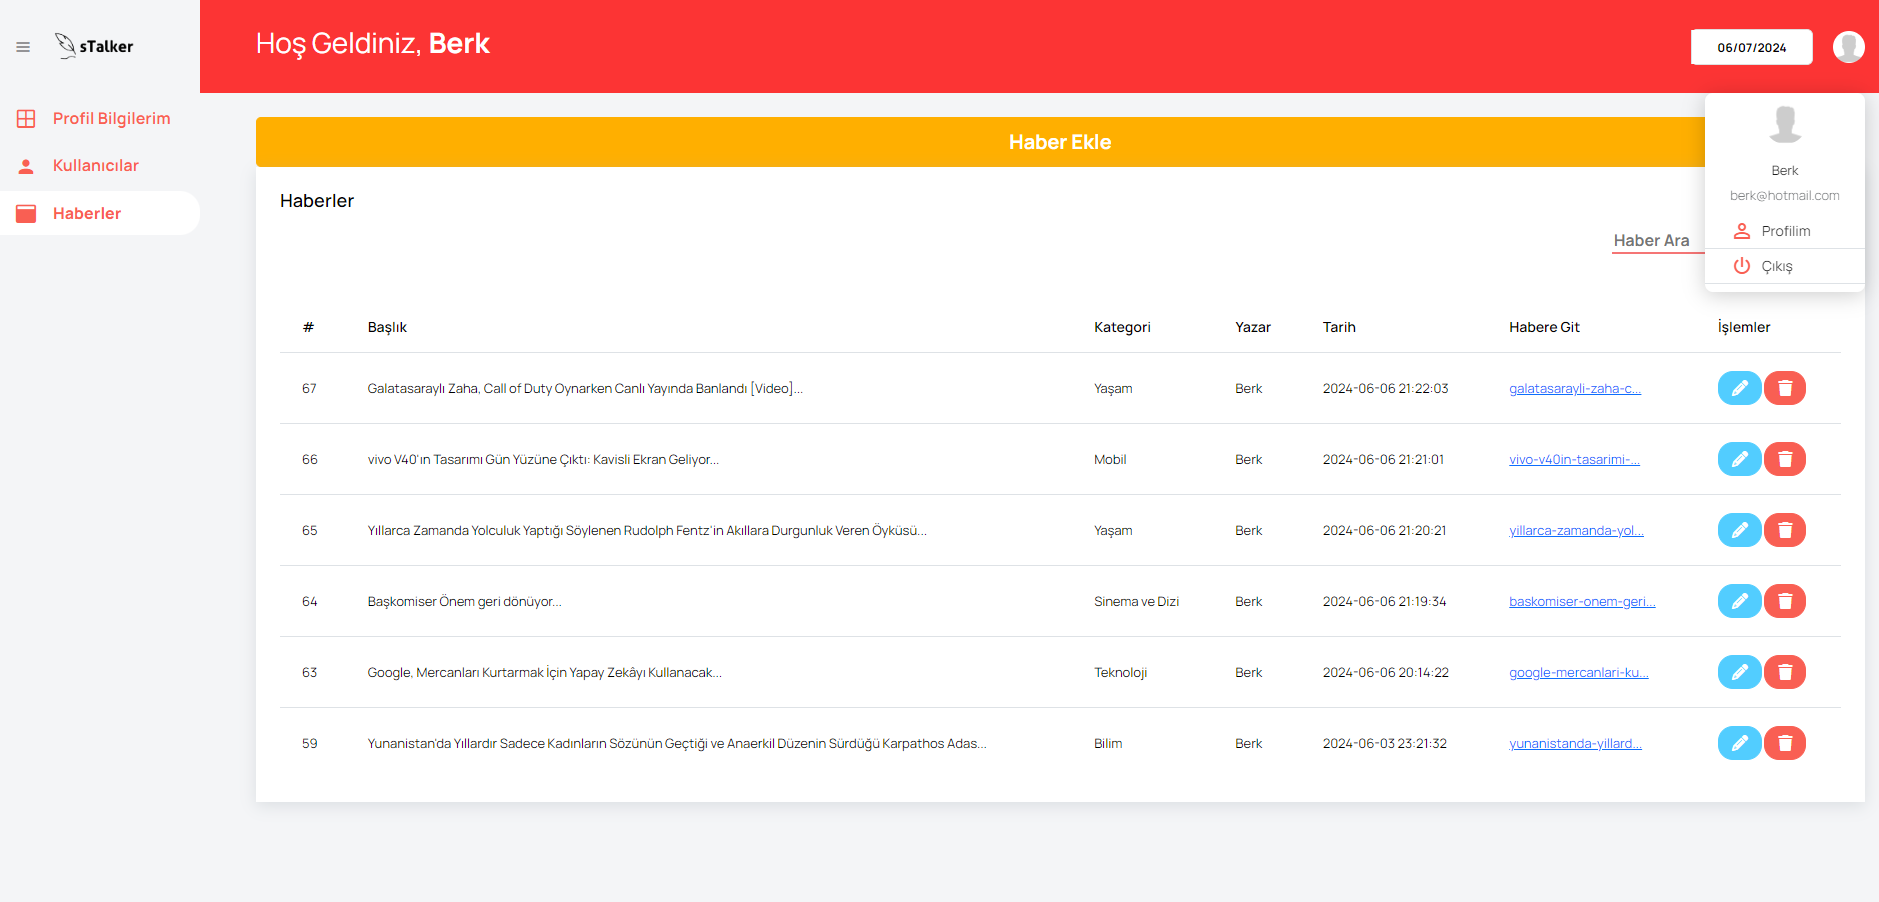 sTalker
Hoş Geldiniz, Berk
06/07/2024
Profil Bilgilerim
Kullanıcılar
Haberler
Haber Ekle
Berk
berk@hotmail.com
Profilim
Çıkış
Haberler
Haber Ara
# Başlık Kategori Yazar Tarih Habere Git İşlemler
67 Galatasaraylı Zaha, Call of Duty Oynarken Canlı Yayında Banlandı [Video]... Yaşam Berk 2024-06-06 21:22:03 galatasarayli-zaha-c...
66 vivo V40'ın Tasarımı Gün Yüzüne Çıktı: Kavisli Ekran Geliyor... Mobil Berk 2024-06-06 21:21:01 vivo-v40in-tasarimi-...
65 Yıllarca Zamanda Yolculuk Yaptığı Söylenen Rudolph Fentz'in Akıllara Durgunluk Veren Öyküsü... Yaşam Berk 2024-06-06 21:20:21 yillarca-zamanda-yol...
64 Başkomiser Önem geri dönüyor... Sinema ve Dizi Berk 2024-06-06 21:19:34 baskomiser-onem-geri...
63 Google, Mercanları Kurtarmak İçin Yapay Zekâyı Kullanacak... Teknoloji Berk 2024-06-06 20:14:22 google-mercanlari-ku...
59 Yunanistan'da Yıllardır Sadece Kadınların Sözünün Geçtiği ve Anaerkil Düzenin Sürdüğü Karpathos Adas... Bilim Berk 2024-06-03 23:21:32 yunanistanda-yillard...